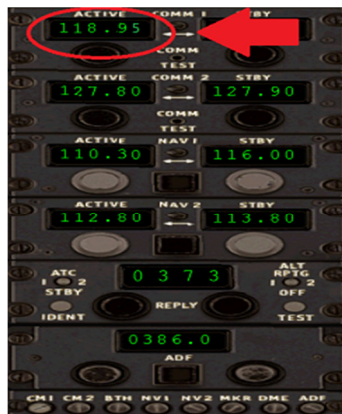 ACTIVE COMM 1 STBY
118.95
COMM
TEST
ACTIVE COMM 2 STBY
127.80 127.90
COMM
TEST
ACTIVE NAV 1 STBY
110.30 116.00
ACTIVE NAV 2 STBY
112.80 113.80
ATC ALT
1 2 0373 RPTG
STBY 1 2
OFF
REPLY
IDENT TEST
0386.0
ADF
CM1 CM2 BTH NV1 NV2 MKR DME ADF